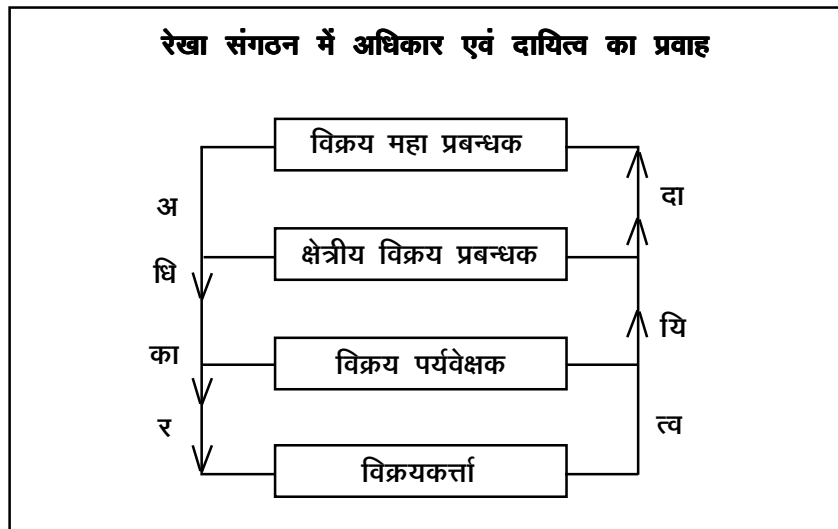 रेखा संगठन में अधिकार एवं दायित्व का प्रवाह
विक्रय महा प्रबन्धक
क्षेत्रीय विक्रय प्रबन्धक
विक्रय पर्यवेक्षक
विक्रयकर्त्ता
अ
धि
का
र
दा
यि
त्व